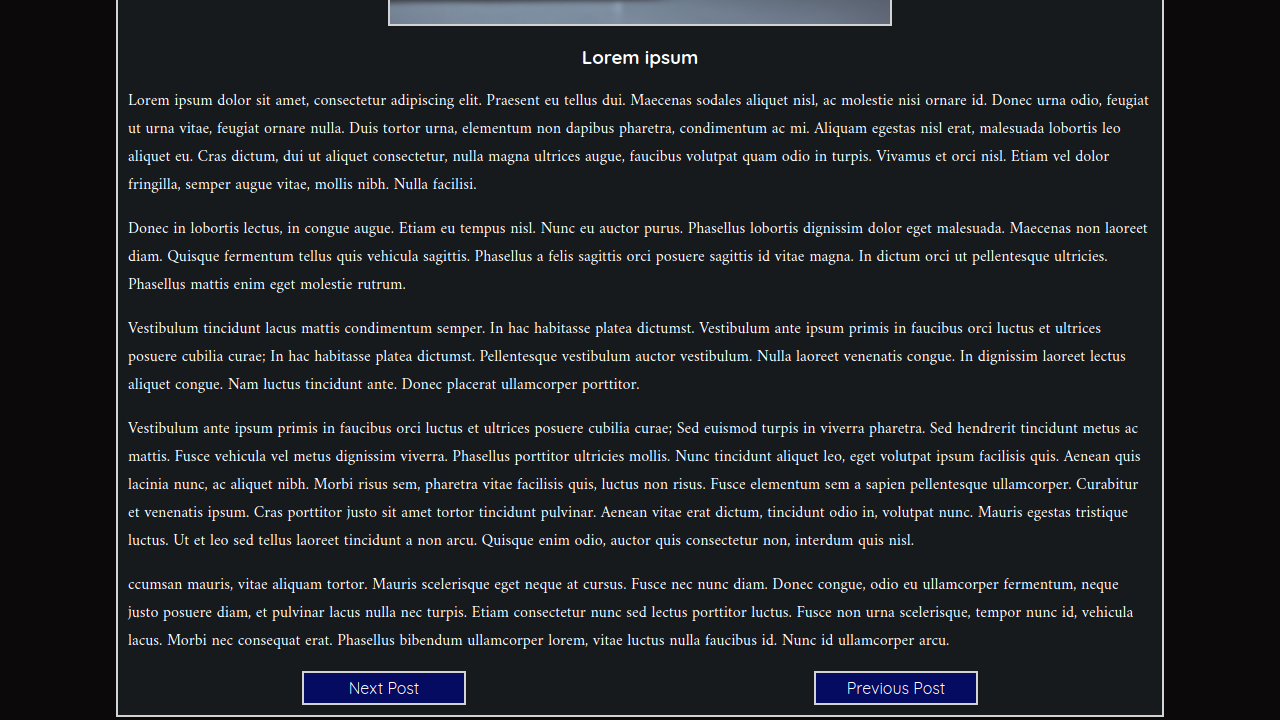 Lorem ipsum
Lorem ipsum dolor sit amet, consectetur adipiscing elit. Praesent eu tellus dui. Maecenas sodales aliquet nisl, ac molestie nisi ornare id. Donec urna odio, feugiat
ut urna vitae, feugiat ornare nulla. Duis tortor urna, elementum non dapibus pharetra, condimentum ac mi. Aliquam egestas nisl erat, malesuada lobortis leo
aliquet eu. Cras dictum, dui ut aliquet consectetur, nulla magna ultrices augue, faucibus volutpat quam odio in turpis. Vivamus et orci nisl. Etiam vel dolor
fringilla, semper augue vitae, mollis nibh. Nulla facilisi.
Donec in lobortis lectus, in congue augue. Etiam eu tempus nisl. Nunc eu auctor purus. Phasellus lobortis dignissim dolor eget malesuada. Maecenas non laoreet
diam. Quisque fermentum tellus quis vehicula sagittis. Phasellus a felis sagittis orci posuere sagittis id vitae magna. In dictum orci ut pellentesque ultricies.
Phasellus mattis enim eget molestie rutrum.
Vestibulum tincidunt lacus mattis condimentum semper. In hac habitasse platea dictumst. Vestibulum ante ipsum primis in faucibus orci luctus et ultrices
posuere cubilia curae; In hac habitasse platea dictumst. Pellentesque vestibulum auctor vestibulum. Nulla laoreet venenatis congue. In dignissim laoreet lectus
aliquet congue. Nam luctus tincidunt ante. Donec placerat ullamcorper porttitor.
Vestibulum ante ipsum primis in faucibus orci luctus et ultrices posuere cubilia curae; Sed euismod turpis in viverra pharetra. Sed hendrerit tincidunt metus ac
mattis. Fusce vehicula vel metus dignissim viverra. Phasellus porttitor ultricies mollis. Nunc tincidunt aliquet leo, eget volutpat ipsum facilisis quis. Aenean quis
lacinia nunc, ac aliquet nibh. Morbi risus sem, pharetra vitae facilisis quis, luctus non risus. Fusce elementum sem a sapien pellentesque ullamcorper. Curabitur
et venenatis ipsum. Cras porttitor justo sit amet tortor tincidunt pulvinar. Aenean vitae erat dictum, tincidunt odio in, volutpat nunc. Mauris egestas tristique
luctus. Ut et leo sed tellus laoreet tincidunt a non arcu. Quisque enim odio, auctor quis consectetur non, interdum quis nisl.
ccumsan mauris, vitae aliquam tortor. Mauris scelerisque eget neque at cursus. Fusce nec nunc diam. Donec congue, odio eu ullamcorper fermentum, neque
justo posuere diam, et pulvinar lacus nulla nec turpis. Etiam consectetur nunc sed lectus porttitor luctus. Fusce non urna scelerisque, tempor nunc id, vehicula
lacus. Morbi nec consequat erat. Phasellus bibendum ullamcorper lorem, vitae luctus nulla faucibus id. Nunc id ullamcorper arcu.
Next Post
Previous Post